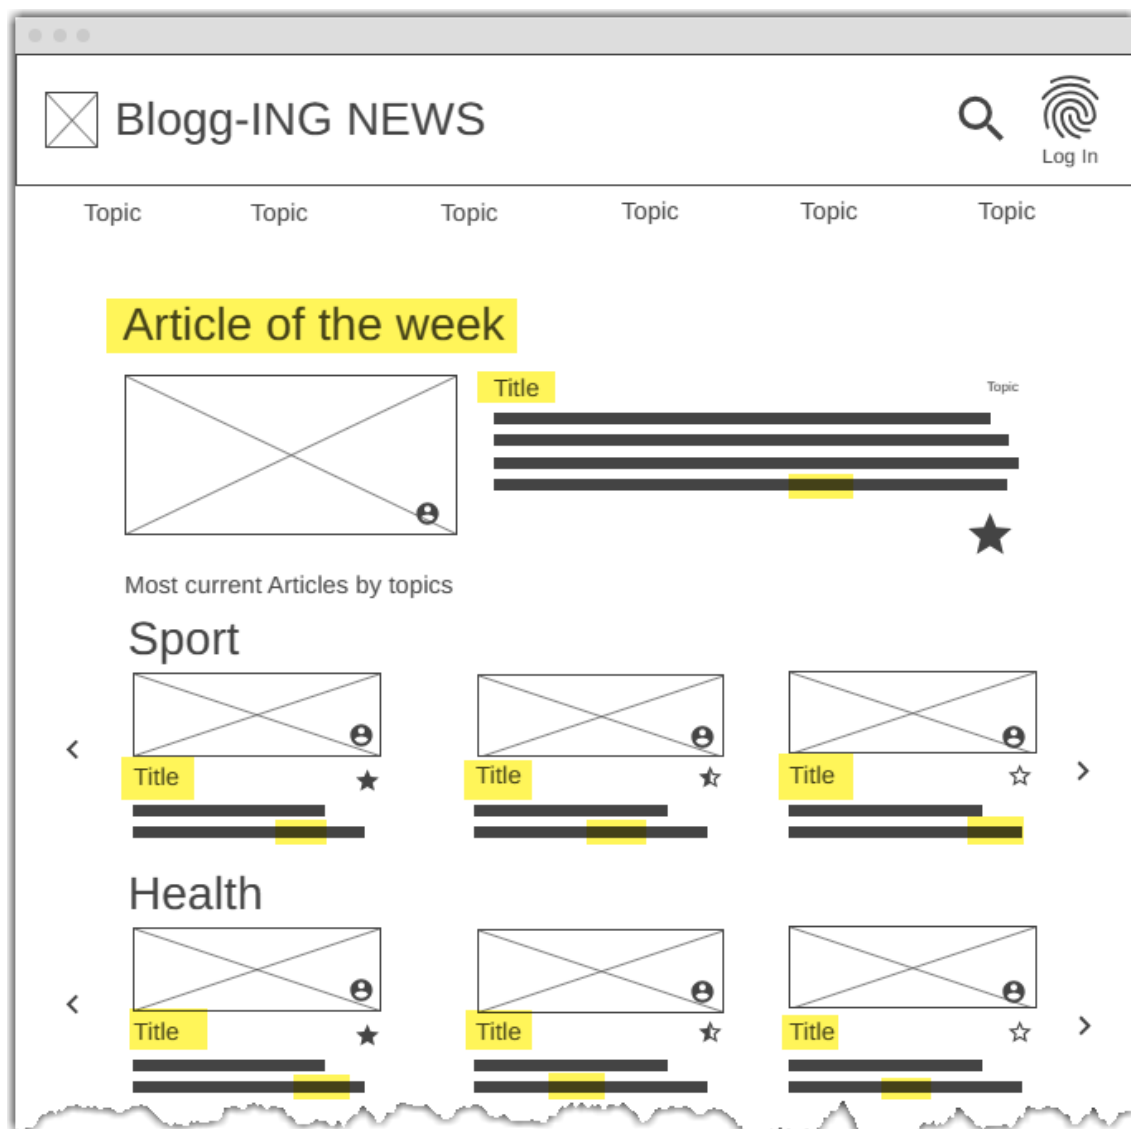 Blogg-ING NEWS
Log In
Topic Topic Topic Topic Topic Topic
Article of the week
Title Topic
Most current Articles by topics
Sport
Title Title Title
Health
Title Title Title